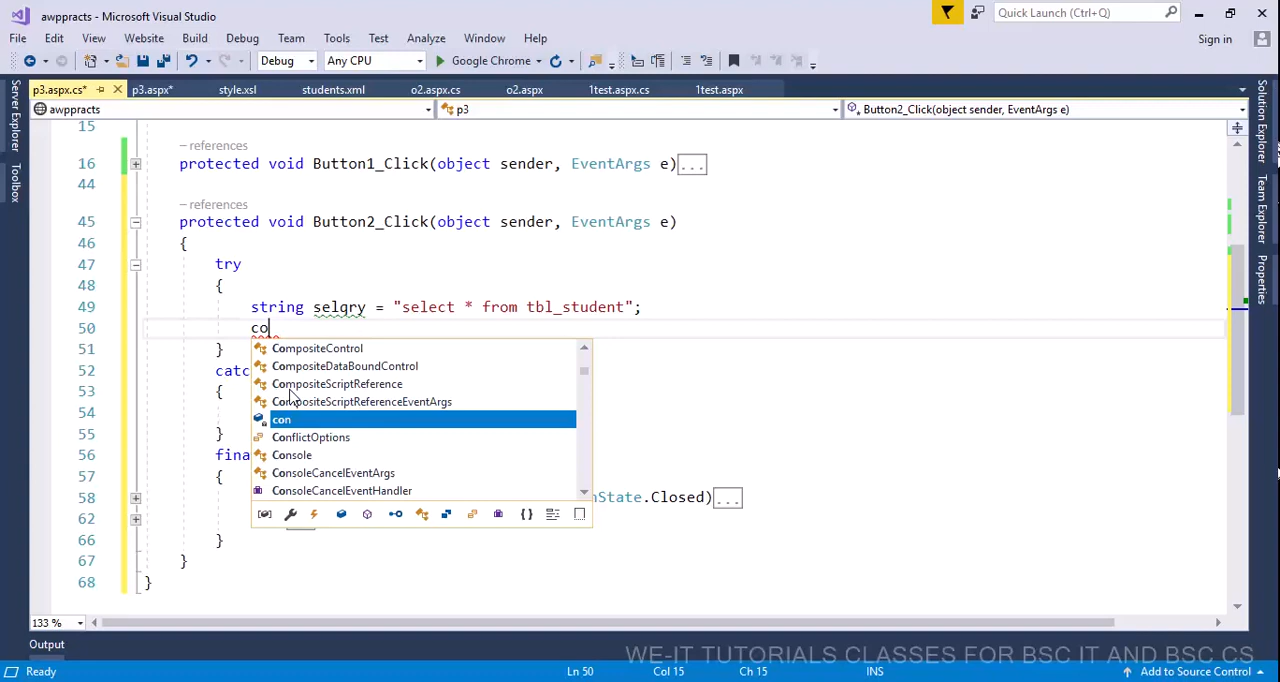 awppracts - Microsoft Visual Studio
Quick Launch (Ctrl+Q)
File Edit View Website Build Debug Team Tools Test Analyze Window Help
Sign in
Debug Any CPU Google Chrome
p3.aspx.cs* p3.aspx* style.xsl students.xml o2.aspx.cs o2.aspx 1test.aspx.cs 1test.aspx
awppracts p3 Button2_Click(object sender, EventArgs e)
Server Explorer
Toolbox
Solution Explorer
Team Explorer
Properties
15
– references
16 protected void Button1_Click(object sender, EventArgs e)...
44
– references
45 protected void Button2_Click(object sender, EventArgs e)
46 {
47 try
48 {
49 string selqry = "select * from tbl_student";
50 co
51 }
CompositeControl
CompositeDataBoundControl
52 catc
CompositeScriptReference
53 {
CompositeScriptReferenceEventArgs
54
con
55 }
ConflictOptions
56 fina
Console
57 {
ConsoleCancelEventArgs
58 nState.Closed)...
ConsoleCancelEventHandler
62
66 }
67 }
68 }
133 %
Output
WE-IT TUTORIALS CLASSES FOR BSC IT AND BSC CS
Ready Ln 50 Col 15 Ch 15 INS Add to Source Control